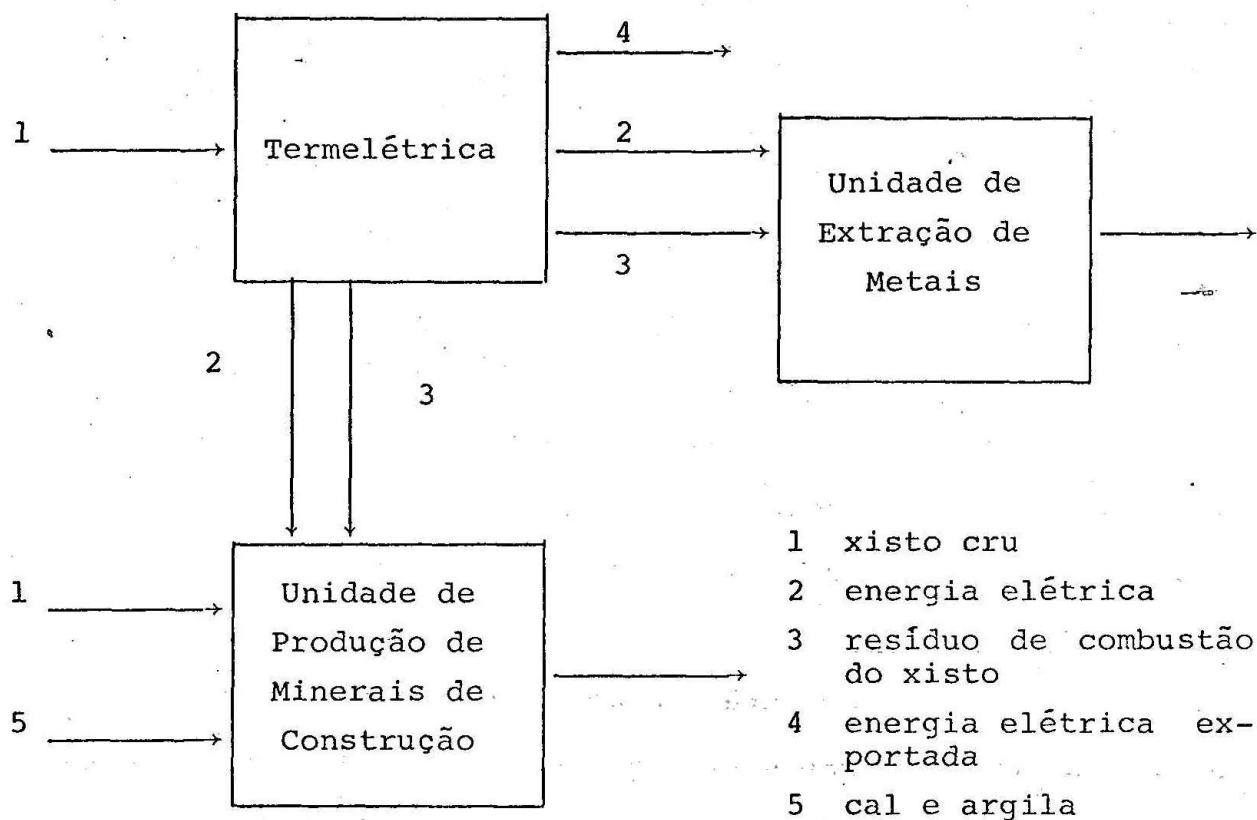 4
1
Termelétrica
2
3
Unidade de
Extração de
Metais
2
3
1
5
Unidade de
Produção de
Minerais de
Construção
1 xisto cru
2 energia elétrica
3 resíduo de combustão
do xisto
4 energia elétrica ex-
portada
5 cal e argila